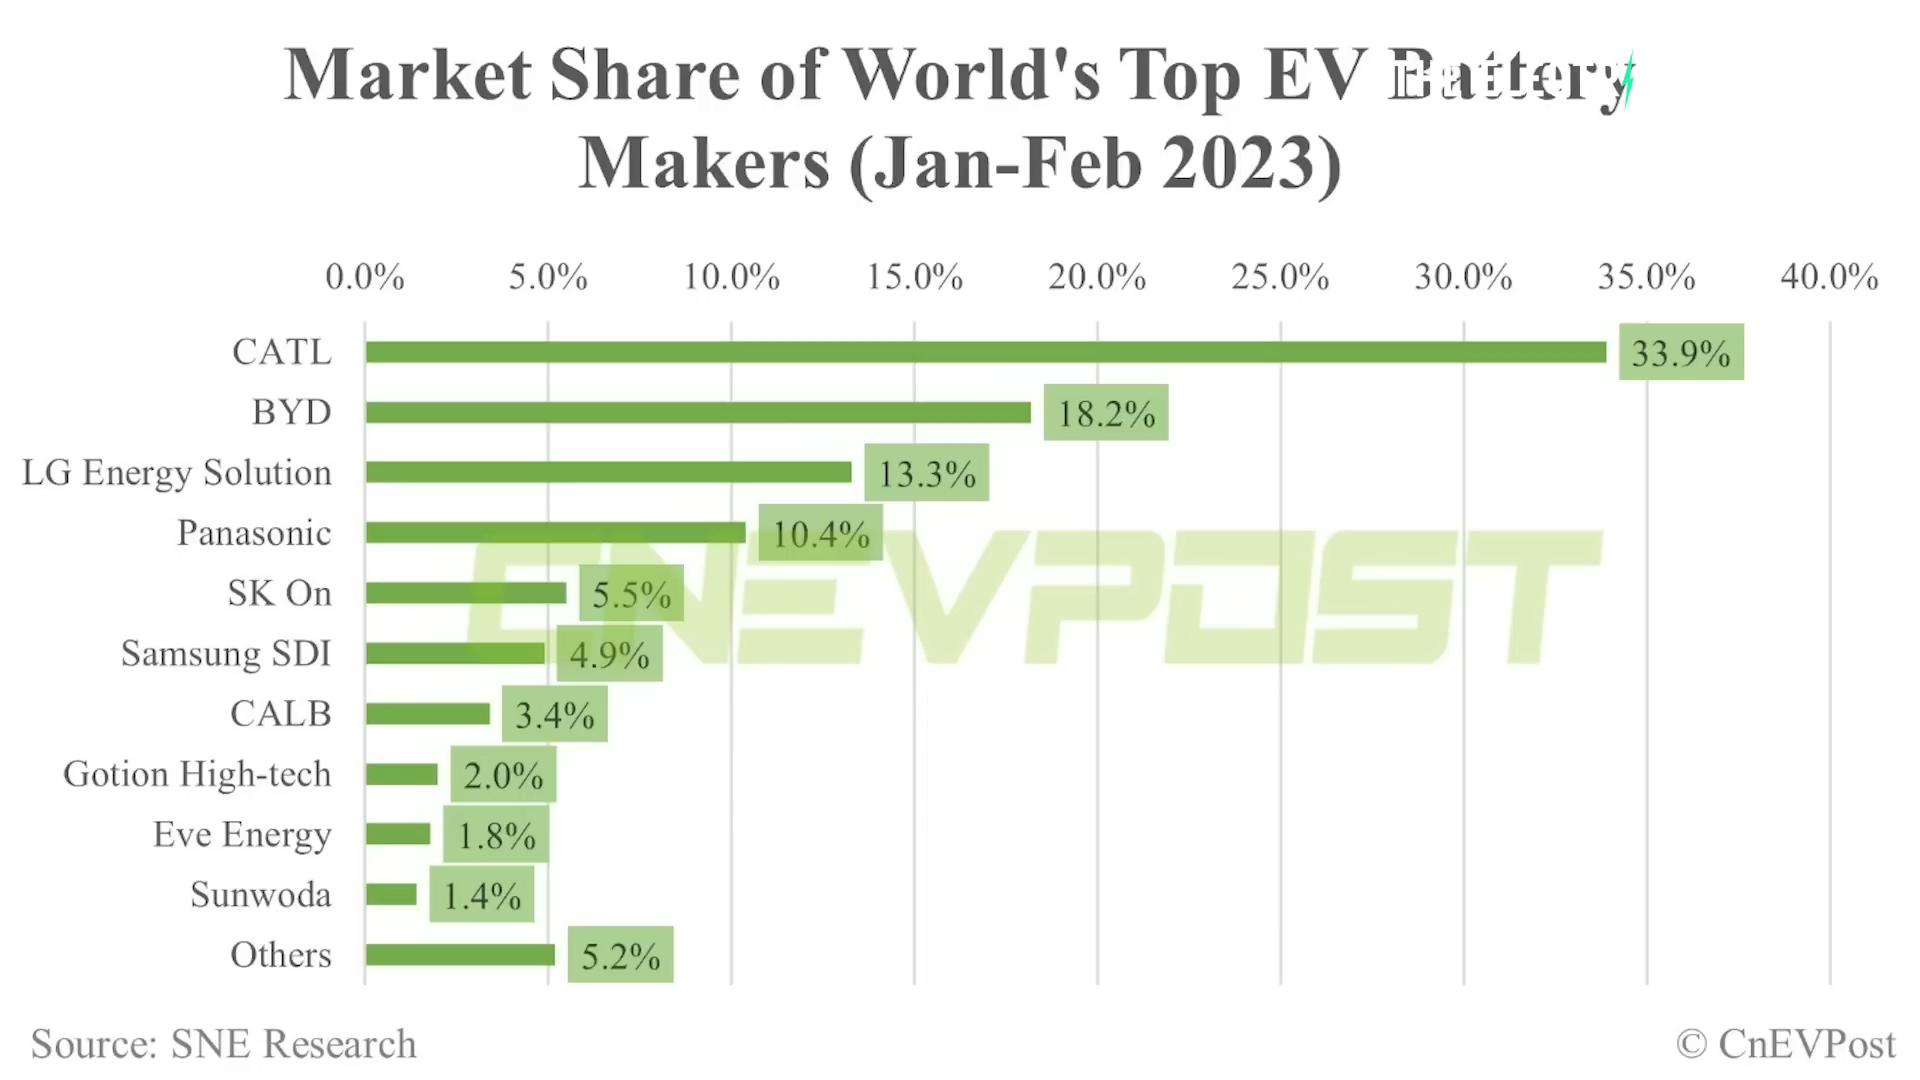 Market Share of World's Top EV Battery
Makers (Jan-Feb 2023)
0.0% 5.0% 10.0% 15.0% 20.0% 25.0% 30.0% 35.0% 40.0%
CATL 33.9%
BYD 18.2%
LG Energy Solution 13.3%
Panasonic 10.4%
SK On 5.5%
Samsung SDI 4.9%
CALB 3.4%
Gotion High-tech 2.0%
Eve Energy 1.8%
Sunwoda 1.4%
Others 5.2%
CNEVPOST
Source: SNE Research
© CnEVPost